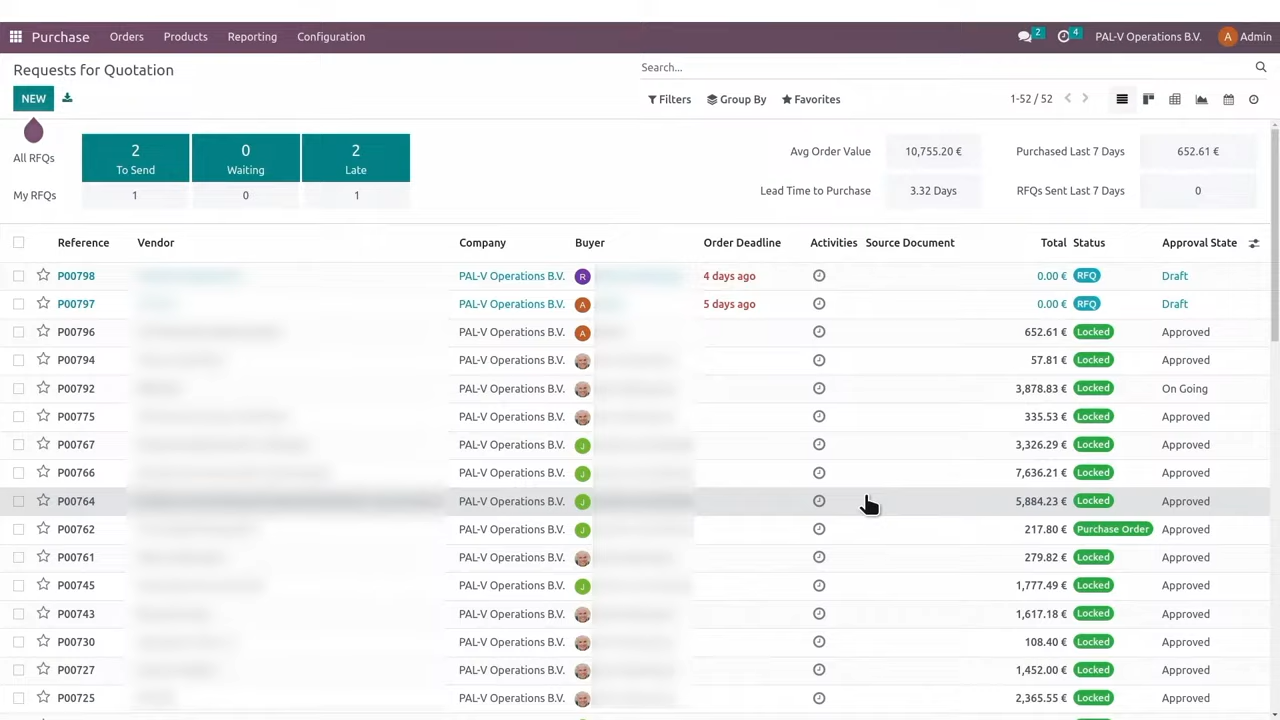 Purchase Orders Products Reporting Configuration 2 4 PAL-V Operations B.V. A Admin
Requests for Quotation Search...
NEW Filters Group By Favorites 1-52 / 52
All RFQs 2 To Send 0 Waiting 2 Late Avg Order Value 10,755.20 € Purchased Last 7 Days 652.61 €
My RFQs 1 0 1 Lead Time to Purchase 3.32 Days RFQs Sent Last 7 Days 0
Reference Vendor Company Buyer Order Deadline Activities Source Document Total Status Approval State
P00798 PAL-V Operations B.V. R 4 days ago 0.00 € RFQ Draft
P00797 PAL-V Operations B.V. A 5 days ago 0.00 € RFQ Draft
P00796 PAL-V Operations B.V. A 652.61 € Locked Approved
P00794 PAL-V Operations B.V. 57.81 € Locked Approved
P00792 PAL-V Operations B.V. 3,878.83 € Locked On Going
P00775 PAL-V Operations B.V. 335.53 € Locked Approved
P00767 PAL-V Operations B.V. J 3,326.29 € Locked Approved
P00766 PAL-V Operations B.V. J 7,636.21 € Locked Approved
P00764 PAL-V Operations B.V. J 5,884.23 € Locked Approved
P00762 PAL-V Operations B.V. J 217.80 € Purchase Order Approved
P00761 PAL-V Operations B.V. 279.82 € Locked Approved
P00745 PAL-V Operations B.V. J 1,777.49 € Locked Approved
P00743 PAL-V Operations B.V. 1,617.18 € Locked Approved
P00730 PAL-V Operations B.V. 108.40 € Locked Approved
P00727 PAL-V Operations B.V. 1,452.00 € Locked Approved
P00725 PAL-V Operations B.V. 2,365.55 € Locked Approved